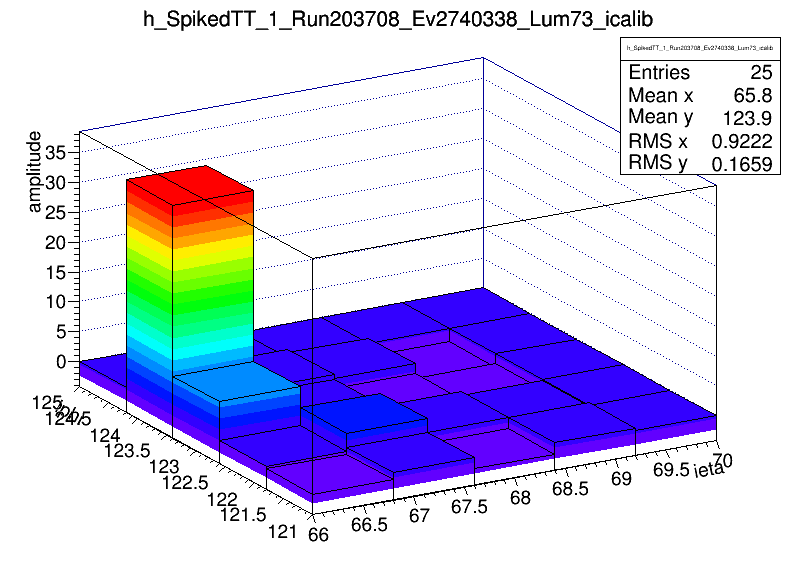 h_SpikedTT_1_Run203708_Ev2740338_Lum73_icalib
h_SpikedTT_1_Run203708_Ev2740338_Lum73_icalib
Entries 25
Mean x 65.8
Mean y 123.9
RMS x 0.9222
RMS y 0.1659
amplitude
35
30
25
20
15
10
5
0
125
124.5
124
123.5
123
122.5
122
121.5
121
66
66.5
67
67.5
68
68.5
69
69.5
70
ieta